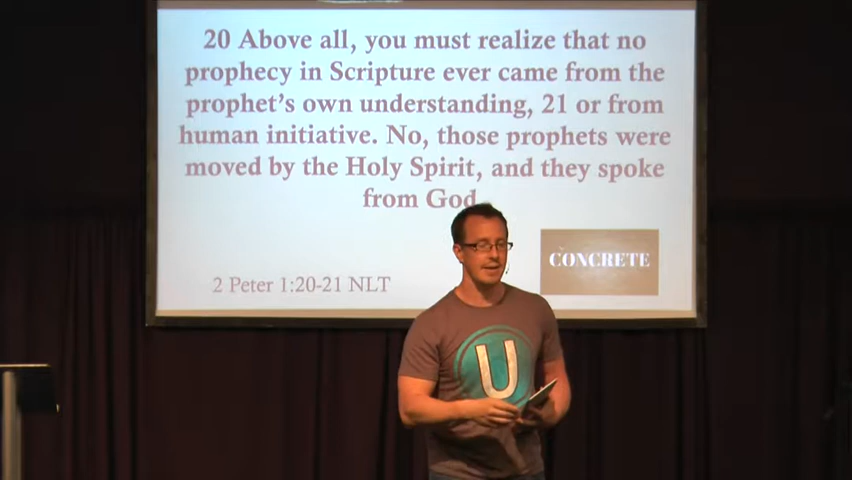 20 Above all, you must realize that no
prophecy in Scripture ever came from the
prophet's own understanding, 21 or from
human initiative. No, those prophets were
moved by the Holy Spirit, and they spoke
from God
CONCRETE
2 Peter 1:20-21 NLT
U